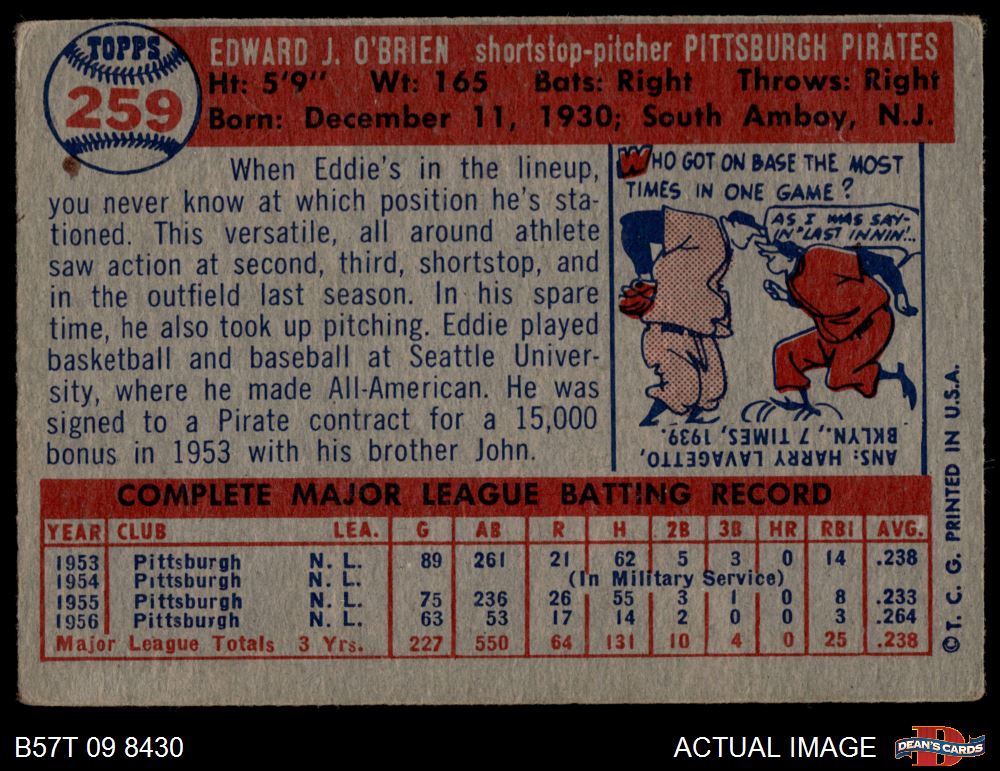 TOPPS
259
EDWARD J. O'BRIEN shortstop-pitcher PITTSBURGH PIRATES
Ht: 5'9" Wt: 165 Bats: Right Throws: Right
Born: December 11, 1930; South Amboy, N.J.
When Eddie's in the lineup,
you never know at which position he's sta-
tioned. This versatile, all around athlete
saw action at second, third, shortstop, and
in the outfield last season. In his spare
time, he also took up pitching. Eddie played
basketball and baseball at Seattle Univer-
sity, where he made All-American. He was
signed to a Pirate contract for a 15,000
bonus in 1953 with his brother John.
WHO GOT ON BASE THE MOST
TIMES IN ONE GAME?
AS I WAS SAY-
IN' LAST INNIN'..
ANS: HARRY LAVAGETTO,
BKLYN., 7 TIMES, 1939.
COMPLETE MAJOR LEAGUE BATTING RECORD
YEAR CLUB LEA. G AB R H 2B 3B HR RBI AVG.
1953 Pittsburgh N. L. 89 261 21 62 5 3 0 14 .238
1954 Pittsburgh N. L. (In Military Service)
1955 Pittsburgh N. L. 75 236 26 55 3 1 0 8 .233
1956 Pittsburgh N. L. 63 53 17 14 2 0 0 3 .264
Major League Totals 3 Yrs. 227 550 64 131 10 4 0 25 .238
© T. C. G. PRINTED IN U.S.A.
B57T 09 8430
ACTUAL IMAGE
D
DEAN'S CARDS